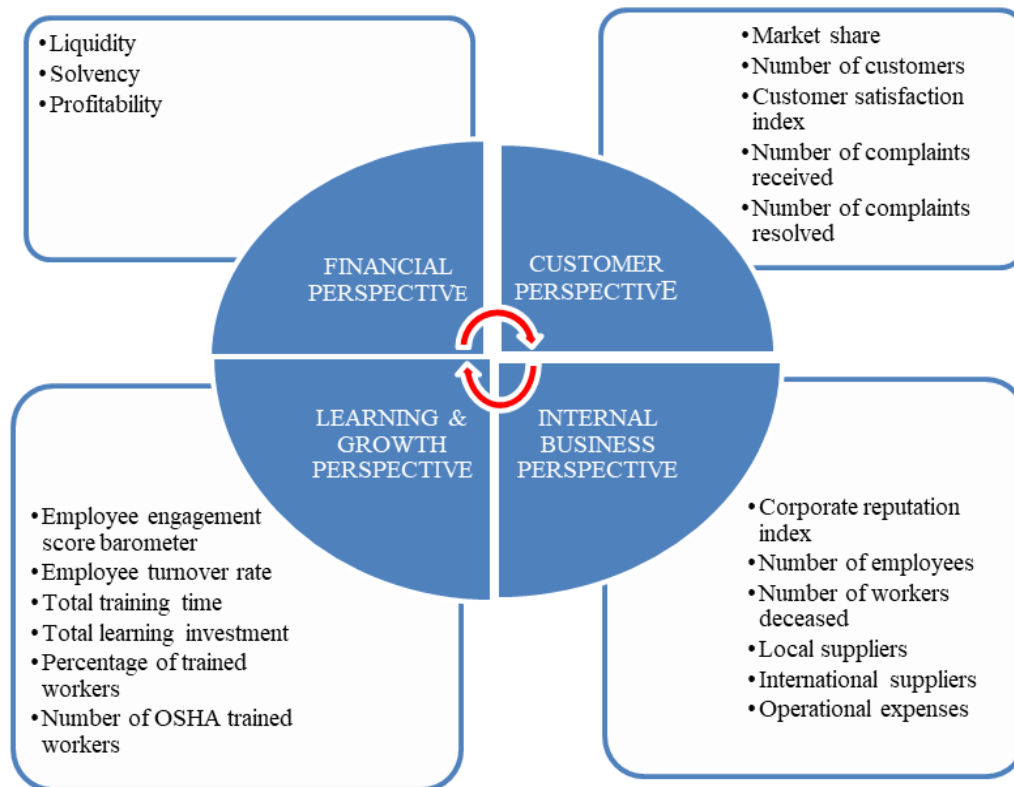 • Liquidity
• Solvency
• Profitability
• Market share
• Number of customers
• Customer satisfaction
index
• Number of complaints
received
• Number of complaints
resolved
FINANCIAL
PERSPECTIVE
CUSTOMER
PERSPECTIVE
LEARNING &
GROWTH
PERSPECTIVE
INTERNAL
BUSINESS
PERSPECTIVE
• Employee engagement
score barometer
• Employee turnover rate
• Total training time
• Total learning investment
• Percentage of trained
workers
• Number of OSHA trained
workers
• Corporate reputation
index
• Number of employees
• Number of workers
deceased
• Local suppliers
• International suppliers
• Operational expenses